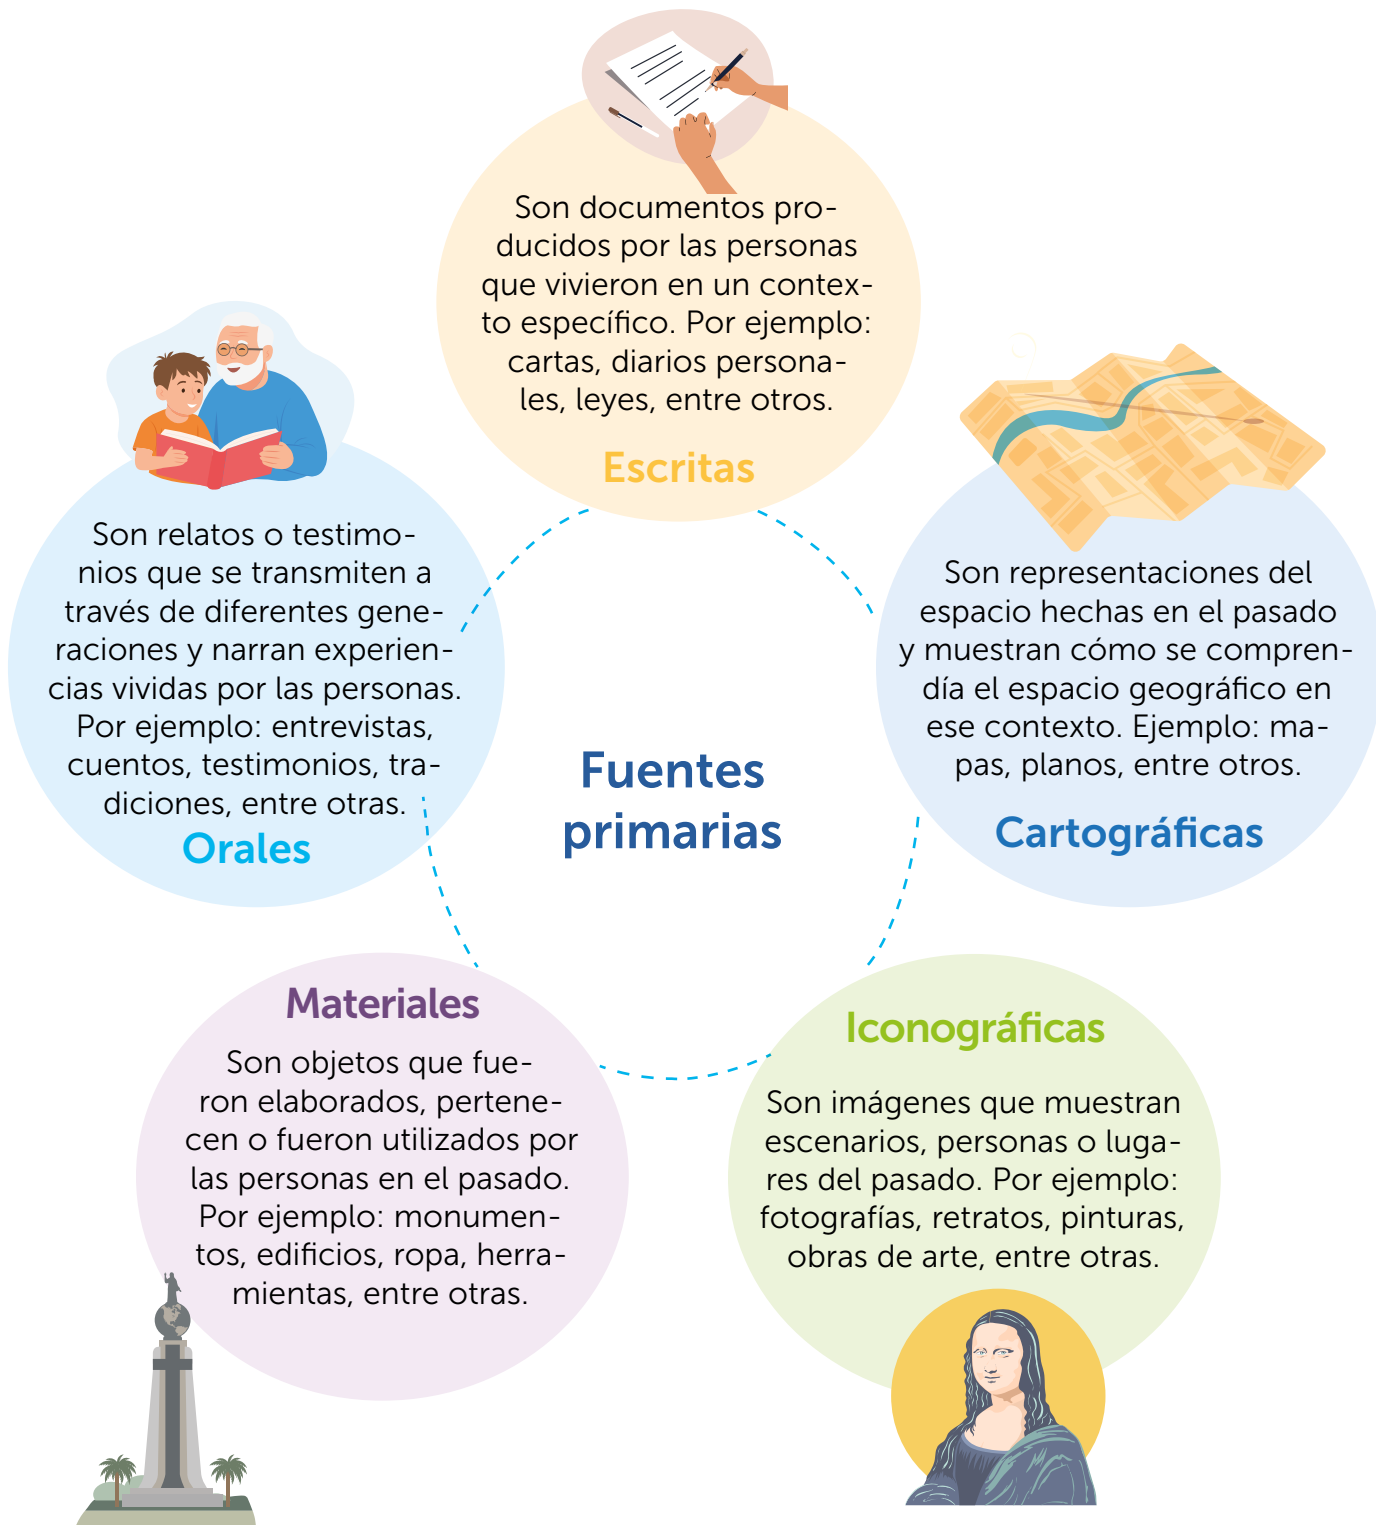 Son documentos pro-
ducidos por las personas
que vivieron en un contex-
to específico. Por ejemplo:
cartas, diarios persona-
les, leyes, entre otros.
Escritas
Son relatos o testimo-
nios que se transmiten a
través de diferentes gene-
raciones y narran experien-
cias vividas por las personas.
Por ejemplo: entrevistas,
cuentos, testimonios, tra-
diciones, entre otras.
Orales
Fuentes
primarias
Son representaciones del
espacio hechas en el pasado
y muestran cómo se compren-
día el espacio geográfico en
ese contexto. Ejemplo: ma-
pas, planos, entre otros.
Cartográficas
Materiales
Son objetos que fue-
ron elaborados, pertene-
cen o fueron utilizados por
las personas en el pasado.
Por ejemplo: monumen-
tos, edificios, ropa, herra-
mientas, entre otras.
Iconográficas
Son imágenes que muestran
escenarios, personas o luga-
res del pasado. Por ejemplo:
fotografías, retratos, pinturas,
obras de arte, entre otras.